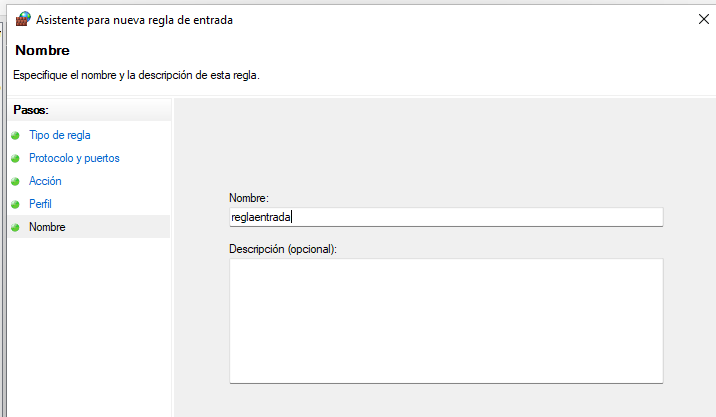 Asistente para nueva regla de entrada
Nombre
Especifique el nombre y la descripción de esta regla.
Pasos:
Tipo de regla
Protocolo y puertos
Acción
Perfil
Nombre
Nombre:
reglaentrada
Descripción (opcional):